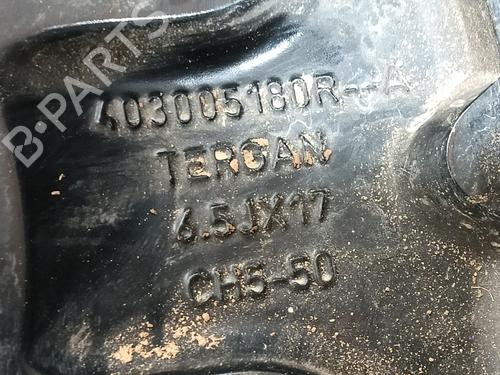 B-PARTS
403005180R--A
TERGAN
6.5JX17
CH5-50